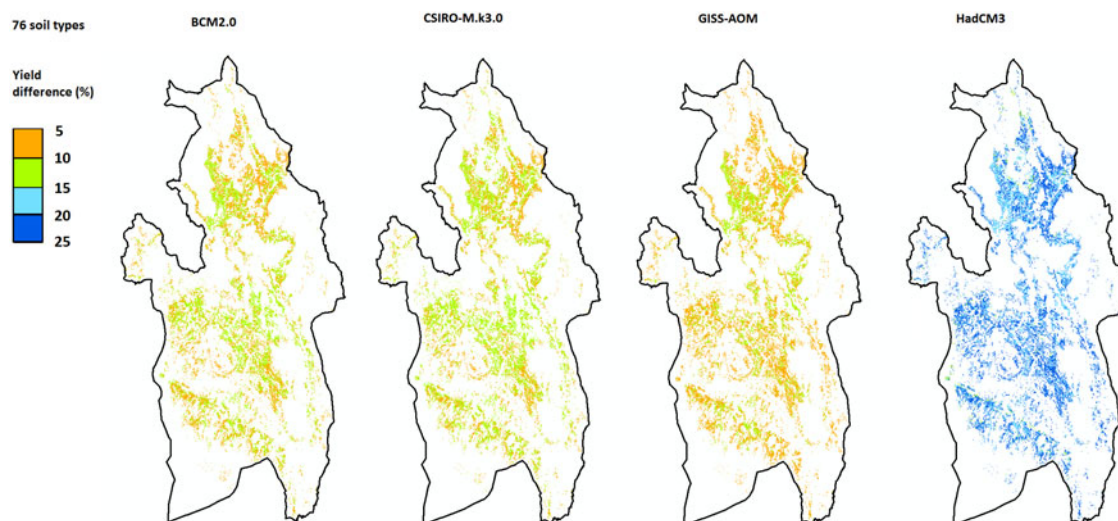 76 soil types
BCM2.0
CSIRO-M.k3.0
GISS-AOM
HadCM3
Yield
difference (%)
5
10
15
20
25